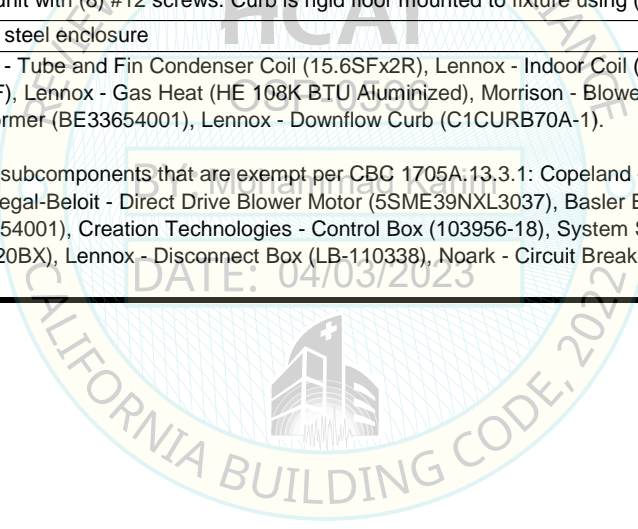 unit with (8) #12 screws. Curb is rigid floor mounted to fixture using (
HCAI
steel enclosure
- Tube and Fin Condenser Coil (15.6SFx2R), Lennox - Indoor Coil (
F), Lennox - Gas Heat (HE 108K BTU Aluminized), Morrison - Blowe
OSP-0598
ormer (BE33654001), Lennox - Downflow Curb (C1CURB70A-1).
subcomponents that are exempt per CBC 1705A.13.3.1: Copeland
BY: Mohammad Karim
egal-Beloit - Direct Drive Blower Motor (5SME39NXL3037), Basler E
54001), Creation Technologies - Control Box (103956-18), System S
20BX), Lennox - Disconnect Box (LB-110338), Noark - Circuit Break
DATE: 04/03/2023
CALIFORNIA BUILDING CODE, 2022